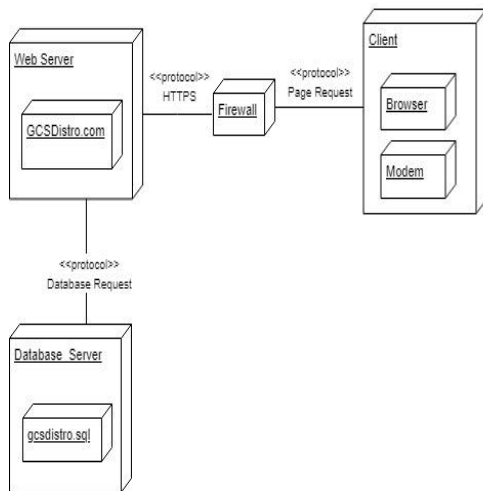 Web Server
GCSDistro.com
<<protocol>>
HTTPS
Firewall
<<protocol>>
Page Request
Client
Browser
Modem
<<protocol>>
Database Request
Database_Server
gcsdistro.sql